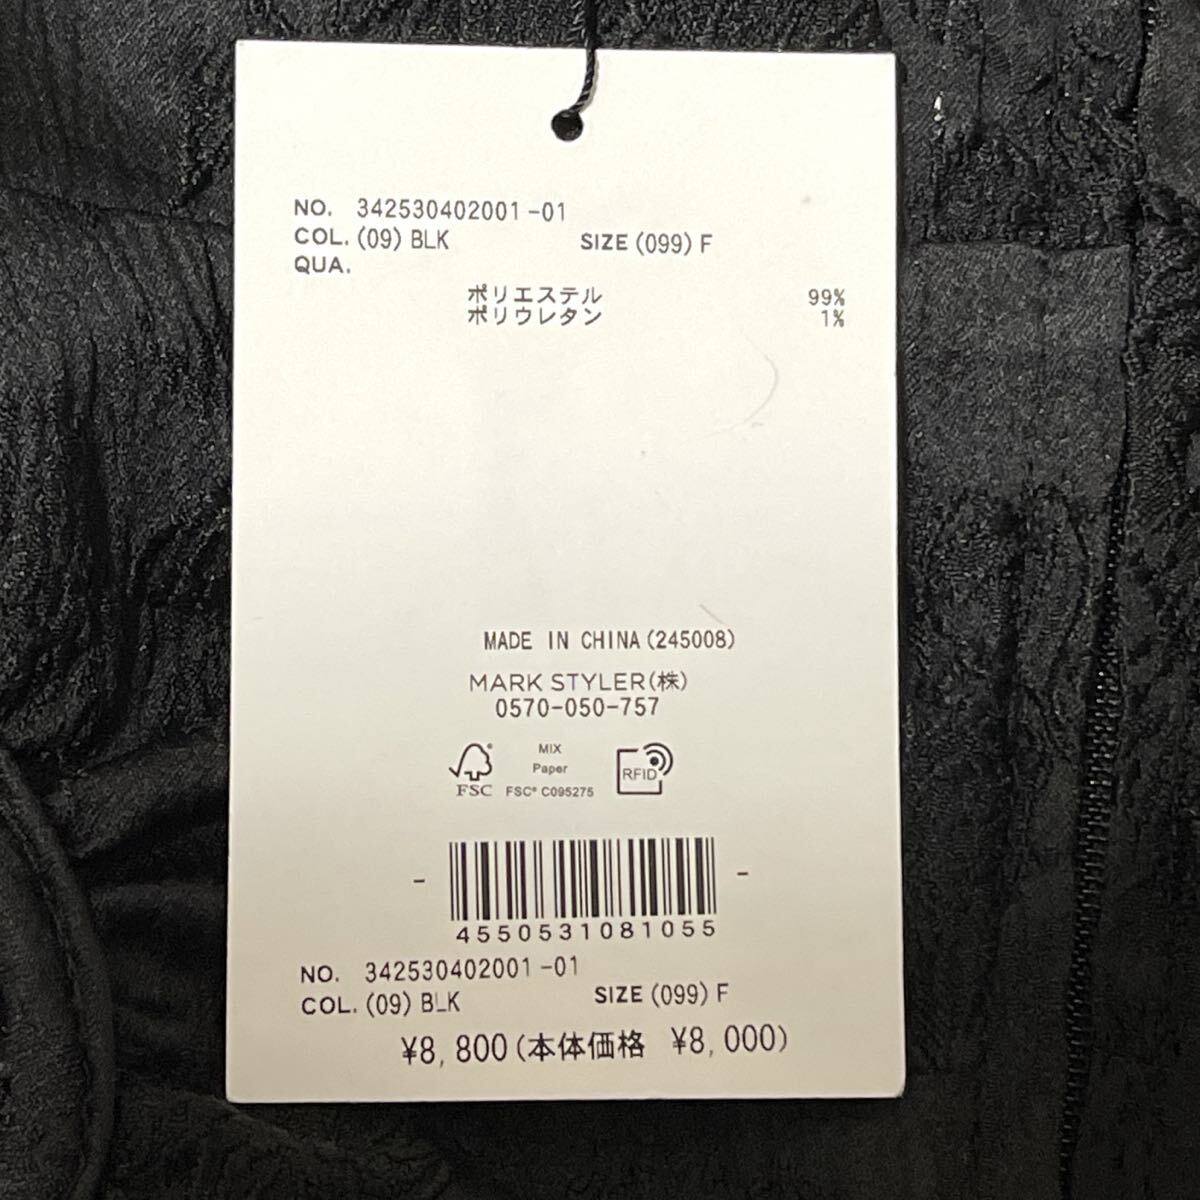 NO. 342530402001-01
COL. (09) BLK SIZE (099) F
QUA.
ポリエステル 99%
ポリウレタン 1%
MADE IN CHINA (245008)
MARK STYLER(株)
0570-050-757
MIX
Paper
FSC FSC® C095275
RFID
- -
4550531081055
NO. 342530402001-01
COL. (09) BLK SIZE (099) F
¥8,800(本体価格 ¥8,000)